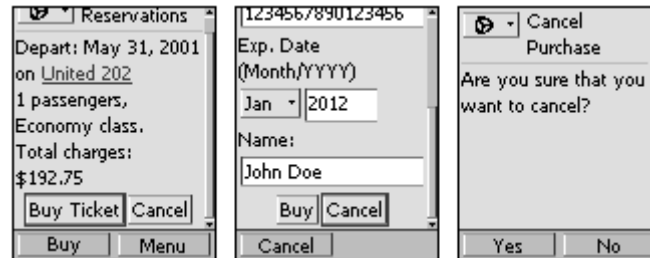 Reservations
Depart: May 31, 2001
on United 202
1 passengers,
Economy class.
Total charges:
$192.75
Buy Ticket Cancel
Buy Menu
1234567890123456
Exp. Date
(Month/YYYY)
Jan 2012
Name:
John Doe
Buy Cancel
Cancel
Cancel
Purchase
Are you sure that you
want to cancel?
Yes No